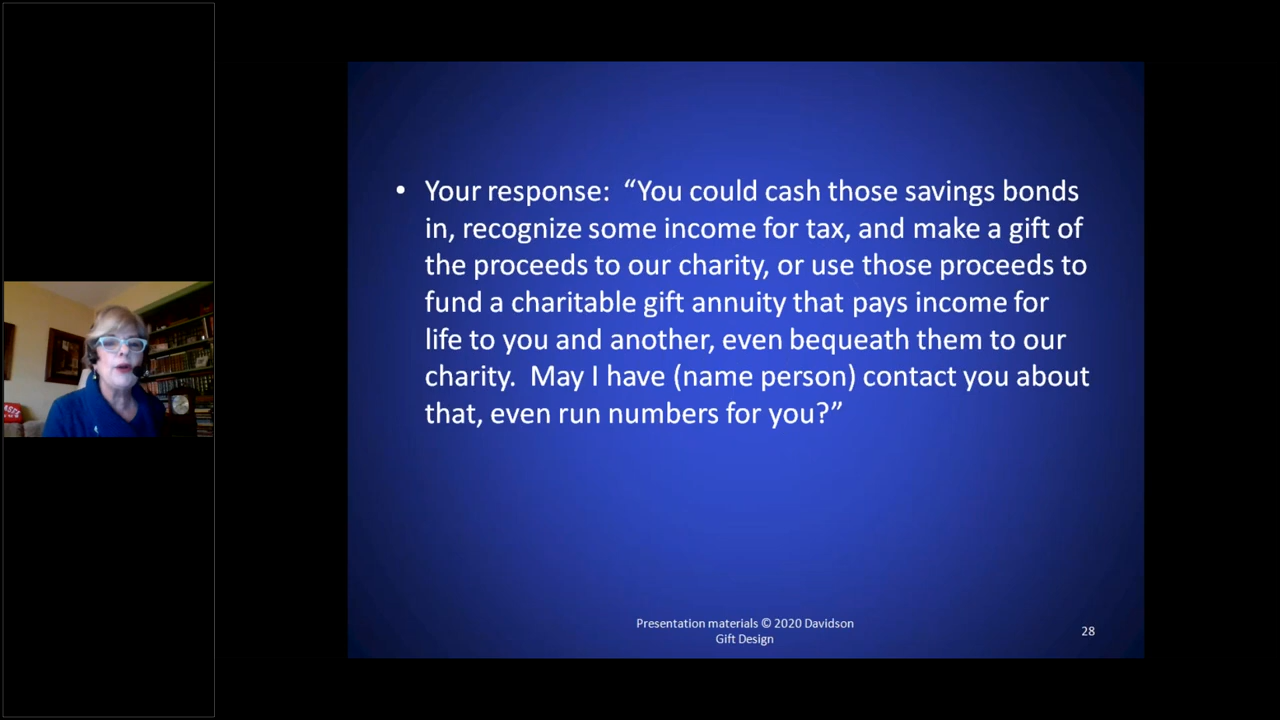 • Your response:  “You could cash those savings bonds
in, recognize some income for tax, and make a gift of
the proceeds to our charity, or use those proceeds to
fund a charitable gift annuity that pays income for
life to you and another, even bequeath them to our
charity.  May I have (name person) contact you about
that, even run numbers for you?”
Presentation materials © 2020 Davidson
Gift Design
28